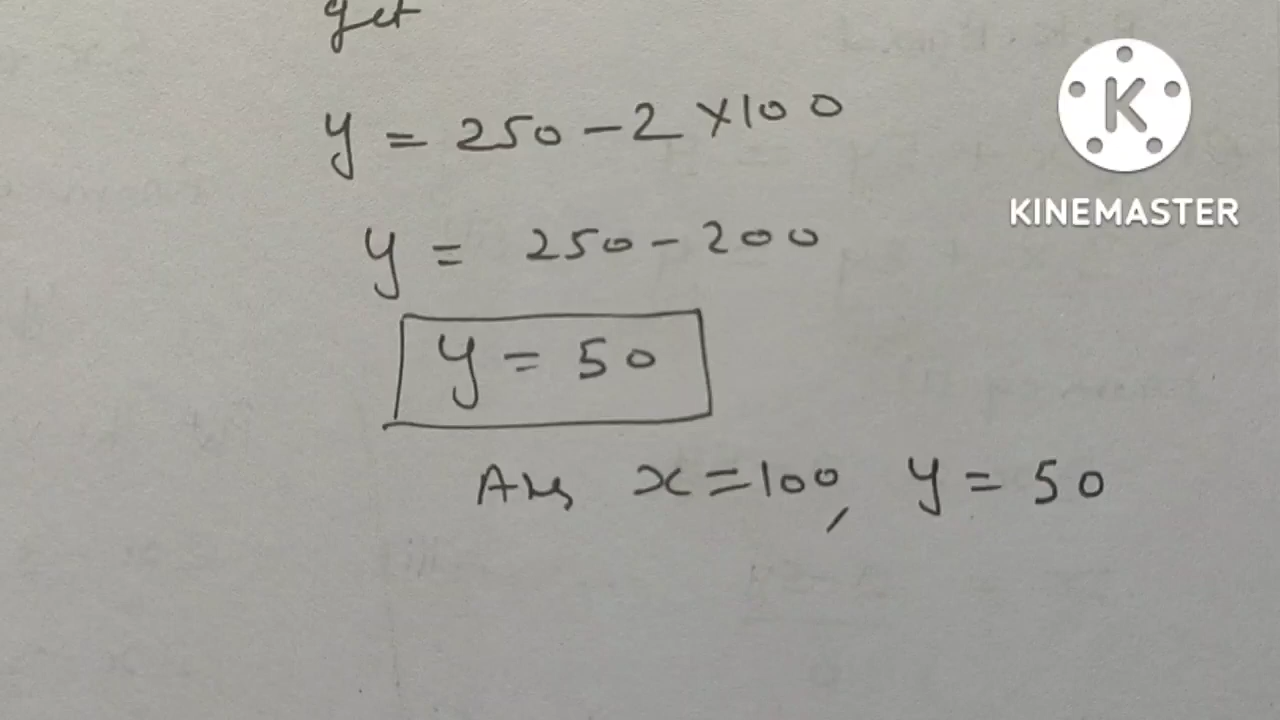 get
y = 250 - 2 × 100
K
KINEMASTER
y = 250 - 200
y = 50
Ans x = 100, y = 50